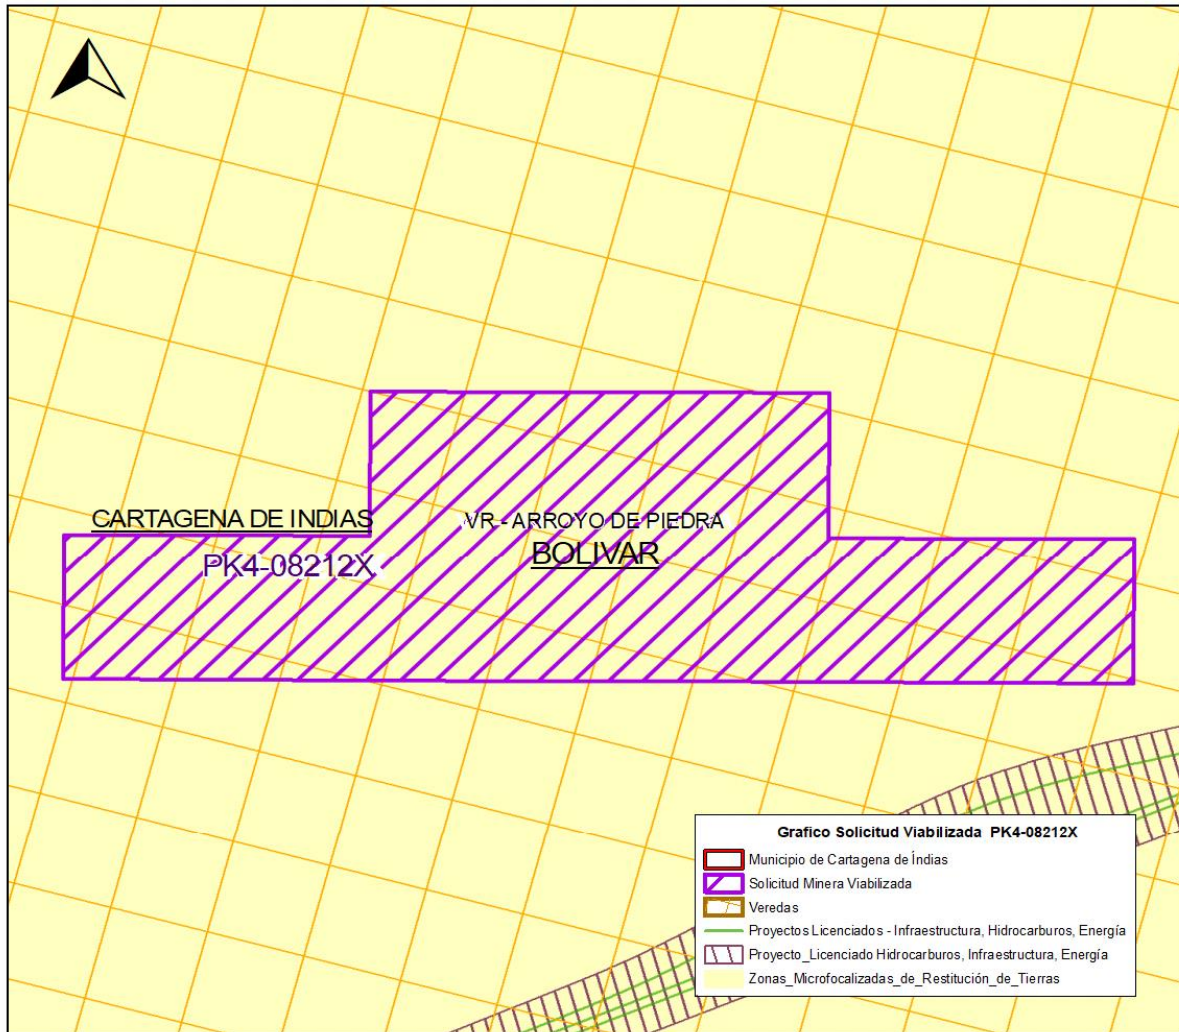 CARTAGENA DE INDIAS
VR - ARROYO DE PIEDRA
PK4-08212X
BOLIVAR
Grafico Solicitud Viabilizada PK4-08212X
Municipio de Cartagena de Índias
Solicitud Minera Viabilizada
Veredas
Proyectos Licenciados - Infraestructura, Hidrocarburos, Energía
Proyecto_Licenciado Hidrocarburos, Infraestructura, Energía
Zonas_Microfocalizadas_de_Restitución_de_Tierras